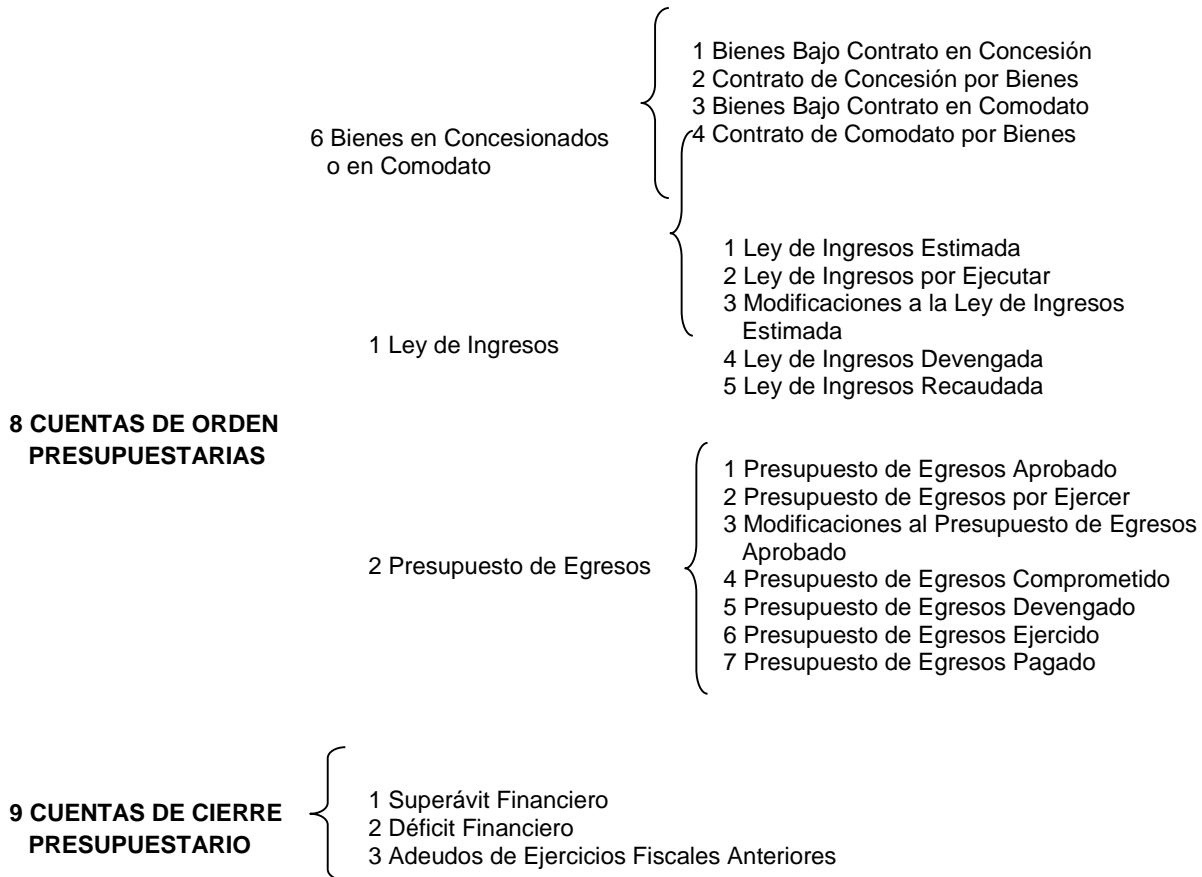 6 Bienes en Concesionados
o en Comodato
1 Bienes Bajo Contrato en Concesión
2 Contrato de Concesión por Bienes
3 Bienes Bajo Contrato en Comodato
4 Contrato de Comodato por Bienes
8 CUENTAS DE ORDEN
PRESUPUESTARIAS
1 Ley de Ingresos
1 Ley de Ingresos Estimada
2 Ley de Ingresos por Ejecutar
3 Modificaciones a la Ley de Ingresos
Estimada
4 Ley de Ingresos Devengada
5 Ley de Ingresos Recaudada
2 Presupuesto de Egresos
1 Presupuesto de Egresos Aprobado
2 Presupuesto de Egresos por Ejercer
3 Modificaciones al Presupuesto de Egresos
Aprobado
4 Presupuesto de Egresos Comprometido
5 Presupuesto de Egresos Devengado
6 Presupuesto de Egresos Ejercido
7 Presupuesto de Egresos Pagado
9 CUENTAS DE CIERRE
PRESUPUESTARIO
1 Superávit Financiero
2 Déficit Financiero
3 Adeudos de Ejercicios Fiscales Anteriores